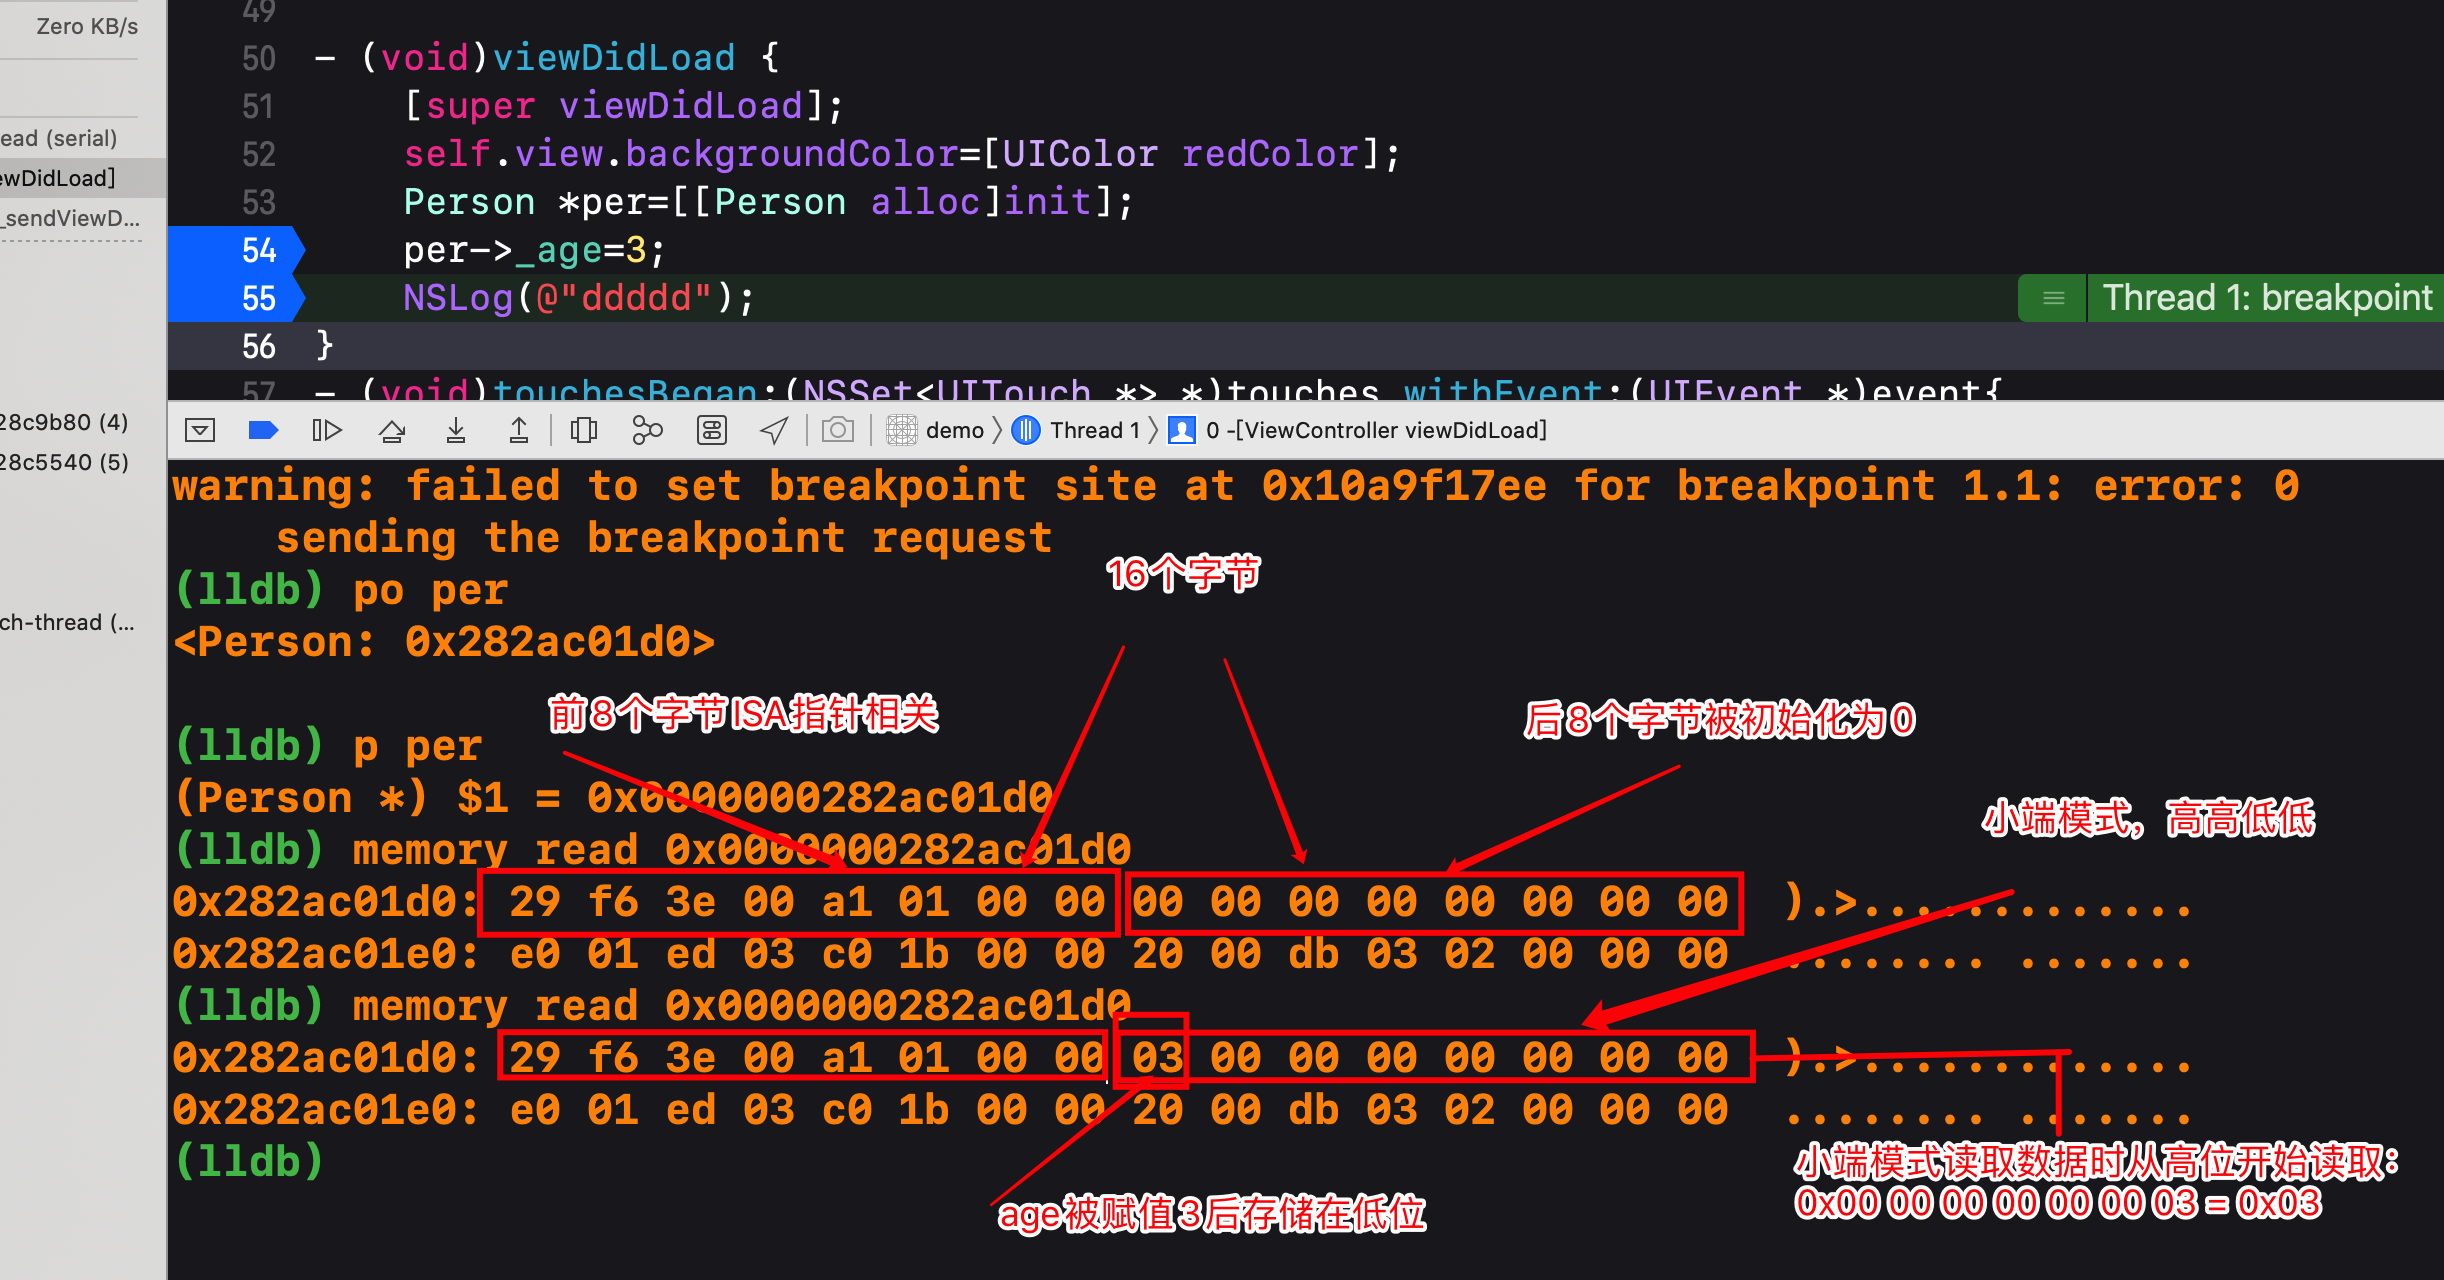 49
Zero KB/s
50 - (void)viewDidLoad {
51 [super viewDidLoad];
ead (serial)
52 self.view.backgroundColor=[UIColor redColor];
ewDidLoad]
53 Person *per=[[Person alloc]init];
_sendViewD...
54 per->_age=3;
55 NSLog(@"ddddd");
Thread 1: breakpoint
56 }
57 - (void)touchesBegan:(NSSet<UITouch *> *)touches withEvent:(UIEvent *)event{
28c9b80 (4)
demo 〉 Thread 1 〉 0 -[ViewController viewDidLoad]
28c5540 (5)
warning: failed to set breakpoint site at 0x10a9f17ee for breakpoint 1.1: error: 0
sending the breakpoint request
16个字节
(lldb) po per
ch-thread (...
<Person: 0x282ac01d0>
前8个字节ISA指针相关
后8个字节被初始化为0
(lldb) p per
(Person *) $1 = 0x0000000282ac01d0
小端模式，高高低低
(lldb) memory read 0x0000000282ac01d0
0x282ac01d0: 29 f6 3e 00 a1 01 00 00 00 00 00 00 00 00 00 00 ).>.............
0x282ac01e0: e0 01 ed 03 c0 1b 00 00 20 00 db 03 02 00 00 00 ........ .......
(lldb) memory read 0x0000000282ac01d0
0x282ac01d0: 29 f6 3e 00 a1 01 00 00 03 00 00 00 00 00 00 00 ).>.............
0x282ac01e0: e0 01 ed 03 c0 1b 00 00 20 00 db 03 02 00 00 00 ........ .......
(lldb)
小端模式读取数据时从高位开始读取：
0x00 00 00 00 00 00 03 = 0x03
age被赋值3后存储在低位